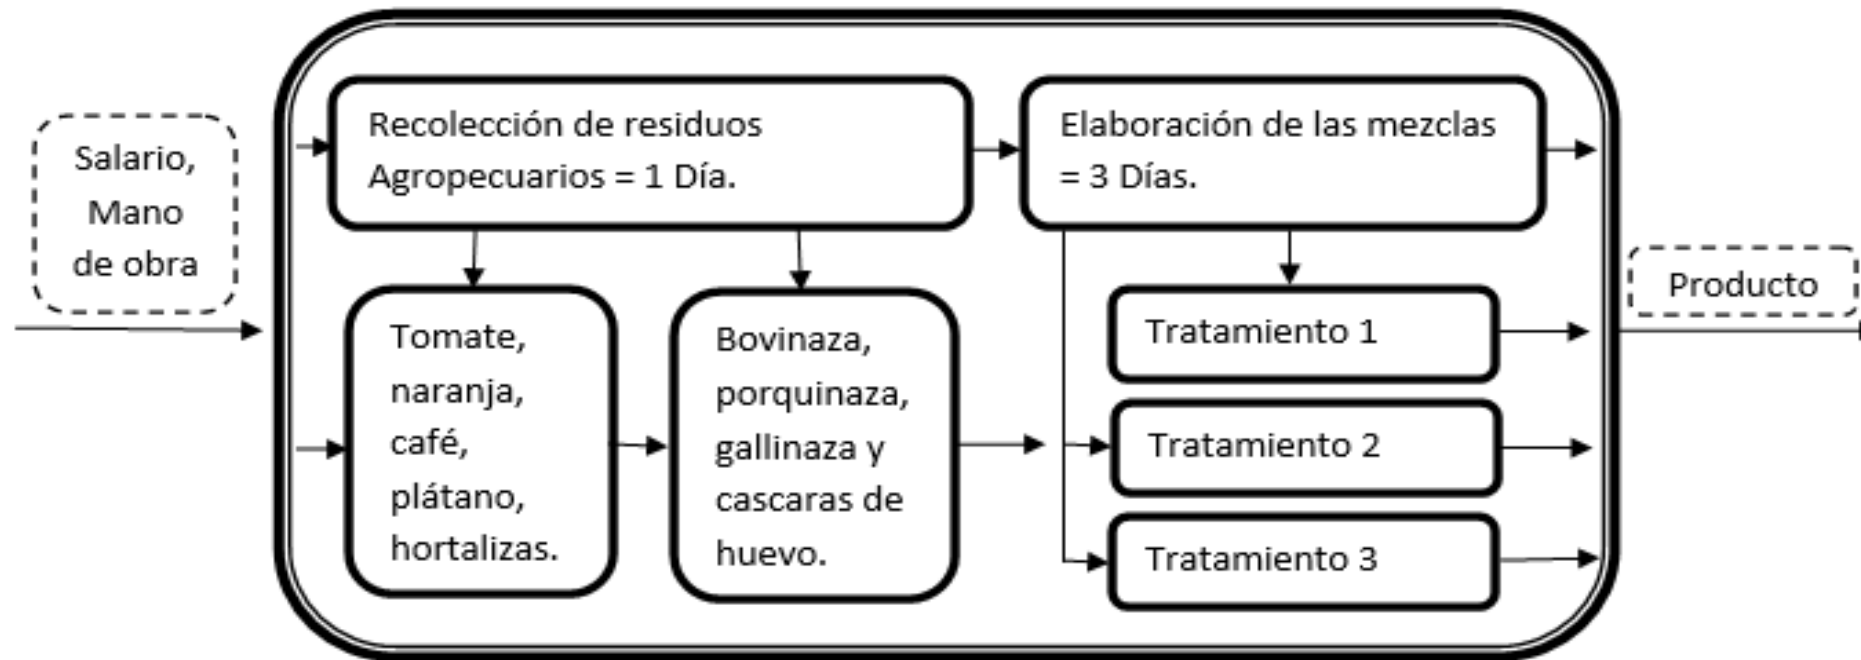 Salario,
Mano
de obra
Recolección de residuos
Agropecuarios = 1 Día.
Elaboración de las mezclas
= 3 Días.
Tomate,
naranja,
café,
plátano,
hortalizas.
Bovinaza,
porquinaza,
gallinaza y
cascaras de
huevo.
Tratamiento 1
Tratamiento 2
Tratamiento 3
Producto